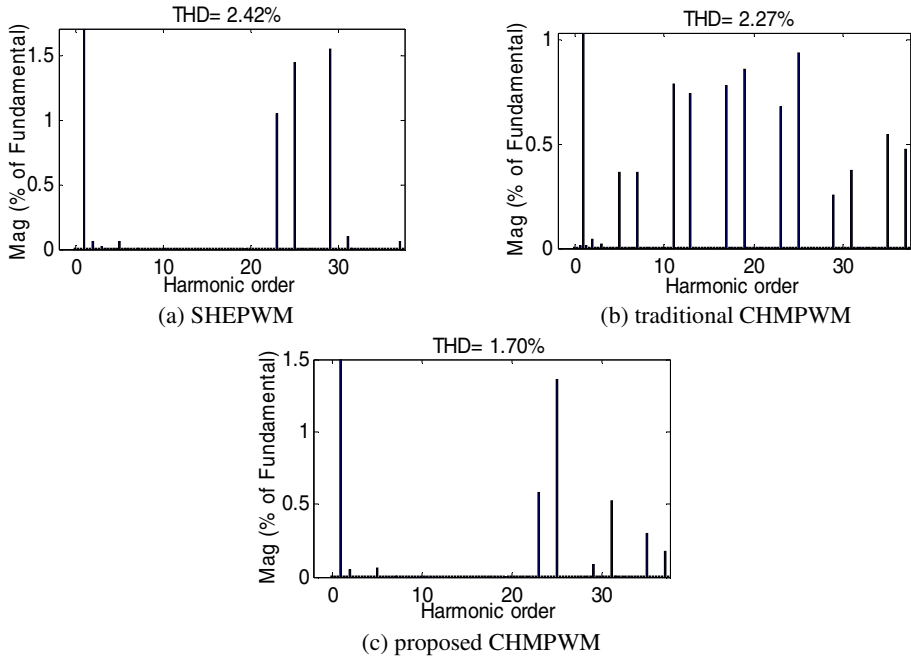 THD= 2.42%
Mag (% of Fundamental)
1.5
1
0.5
0
0 10 20 30
Harmonic order
(a) SHEPWM
THD= 2.27%
Mag (% of Fundamental)
1
0.5
0
0 10 20 30
Harmonic order
(b) traditional CHMPWM
THD= 1.70%
Mag (% of Fundamental)
1.5
1
0.5
0
0 10 20 30
Harmonic order
(c) proposed CHMPWM